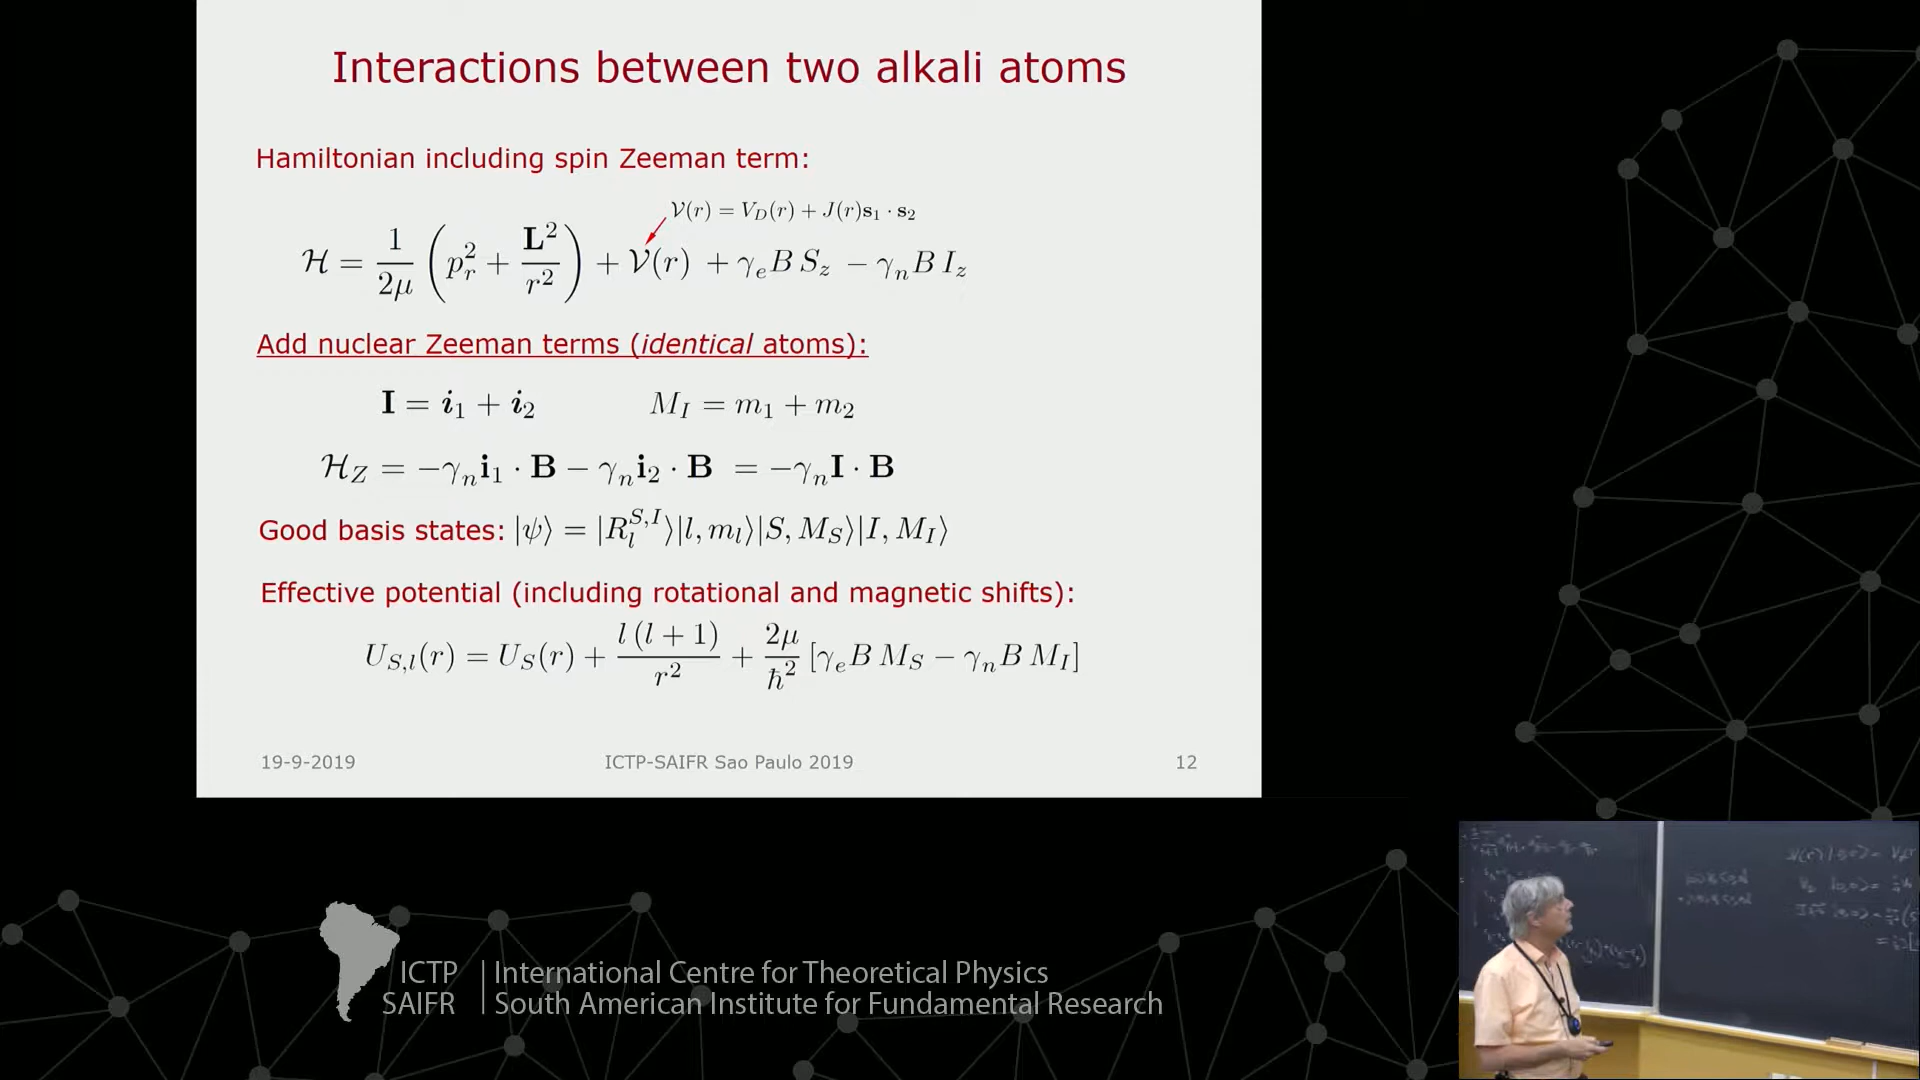 Interactions between two alkali atoms
Hamiltonian including spin Zeeman term:
𝒱(r) = V_D(r) + J(r)s₁ · s₂
ℋ = 1/2μ (p_r² + L²/r²) + 𝒱(r) + γ_e B S_z − γ_n B I_z
Add nuclear Zeeman terms (identical atoms):
I = i₁ + i₂ M_I = m₁ + m₂
ℋ_Z = −γ_n i₁ · B − γ_n i₂ · B = −γ_n I · B
Good basis states: |ψ⟩ = |R_l^{S,I}⟩|l, m_l⟩|S, M_S⟩|I, M_I⟩
Effective potential (including rotational and magnetic shifts):
U_{S,l}(r) = U_S(r) + l (l + 1)/r² + 2μ/ħ² [γ_e B M_S − γ_n B M_I]
19-9-2019 ICTP-SAIFR Sao Paulo 2019 12
ICTP | International Centre for Theoretical Physics
SAIFR | South American Institute for Fundamental Research